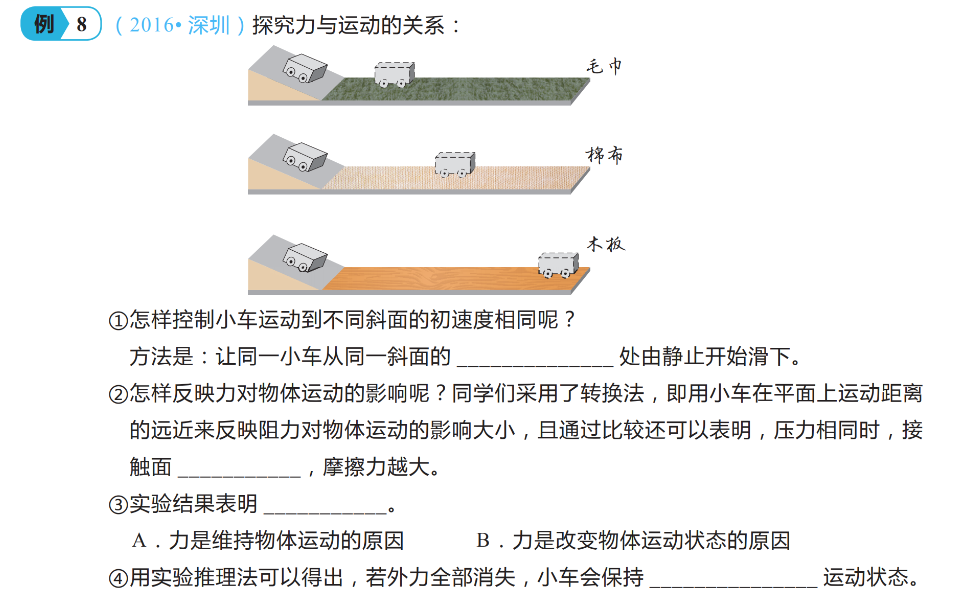 例 8 (2016•深圳)探究力与运动的关系：
毛巾
棉布
木板
①怎样控制小车运动到不同斜面的初速度相同呢？
方法是：让同一小车从同一斜面的 ______________ 处由静止开始滑下。
②怎样反映力对物体运动的影响呢？同学们采用了转换法，即用小车在平面上运动距离
的远近来反映阻力对物体运动的影响大小，且通过比较还可以表明，压力相同时，接
触面 ___________，摩擦力越大。
③实验结果表明 ___________。
A．力是维持物体运动的原因 B．力是改变物体运动状态的原因
④用实验推理法可以得出，若外力全部消失，小车会保持 _______________ 运动状态。